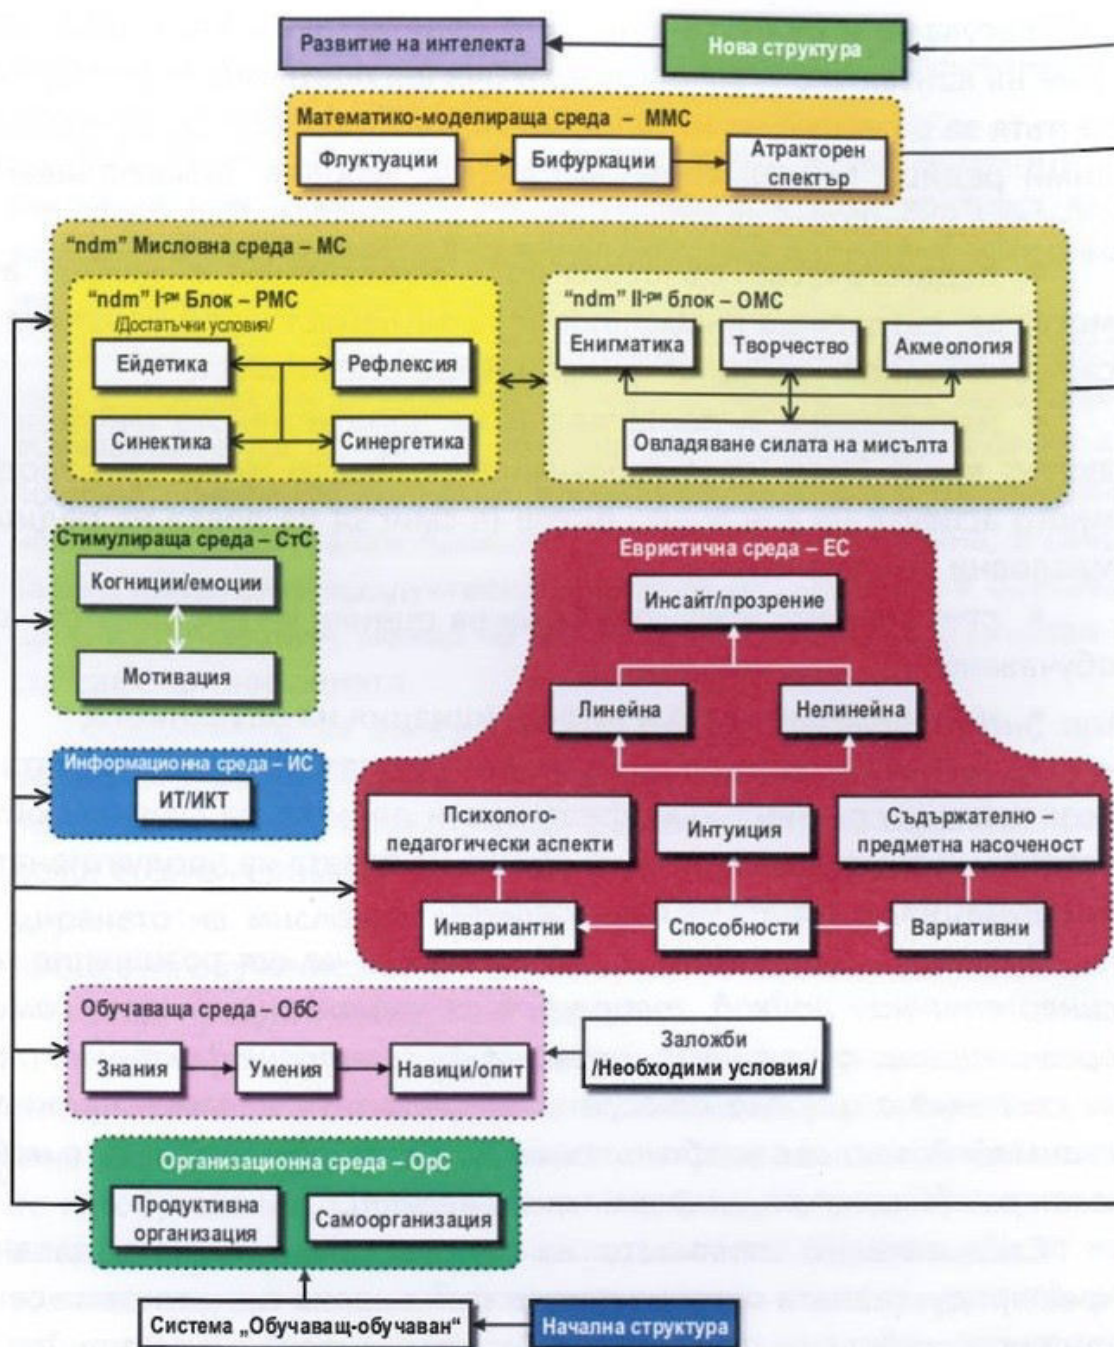 Развитие на интелекта
Нова структура
Математико-моделираща среда – ММС
Флуктуации
Бифуркации
Атракторен
спектър
“ndm” Мисловна среда – МС
“ndm” I-ри Блок – РМС
/Достатъчни условия/
Ейдетика
Рефлексия
Синектика
Синергетика
“ndm” II-ри блок – ОМС
Енигматика
Творчество
Акмеология
Овладяване силата на мисълта
Стимулираща среда – СтС
Когниции/емоции
Мотивация
Евристична среда – ЕС
Инсайт/прозрение
Линейна
Нелинейна
Информационна среда – ИС
ИТ/ИКТ
Психолого-
педагогически аспекти
Интуиция
Съдържателно –
предметна насоченост
Инвариантни
Способности
Вариативни
Обучаваща среда – ОбС
Знания
Умения
Навици/опит
Заложби
/Необходими условия/
Организационна среда – ОрС
Продуктивна
организация
Самоорганизация
Система „Обучаващ-обучаван“
Начална структура